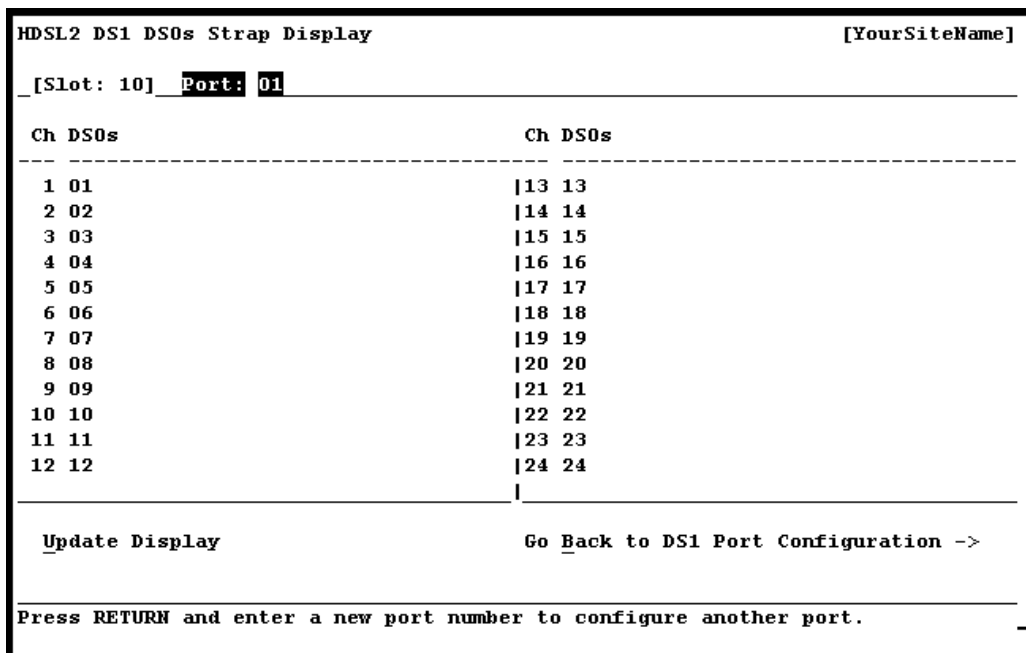 HDSL2 DS1 DS0s Strap Display [YourSiteName]
[Slot: 10] Port: 01
Ch DS0s Ch DS0s
1 01 |13 13
2 02 |14 14
3 03 |15 15
4 04 |16 16
5 05 |17 17
6 06 |18 18
7 07 |19 19
8 08 |20 20
9 09 |21 21
10 10 |22 22
11 11 |23 23
12 12 |24 24
Update Display Go Back to DS1 Port Configuration ->
Press RETURN and enter a new port number to configure another port.